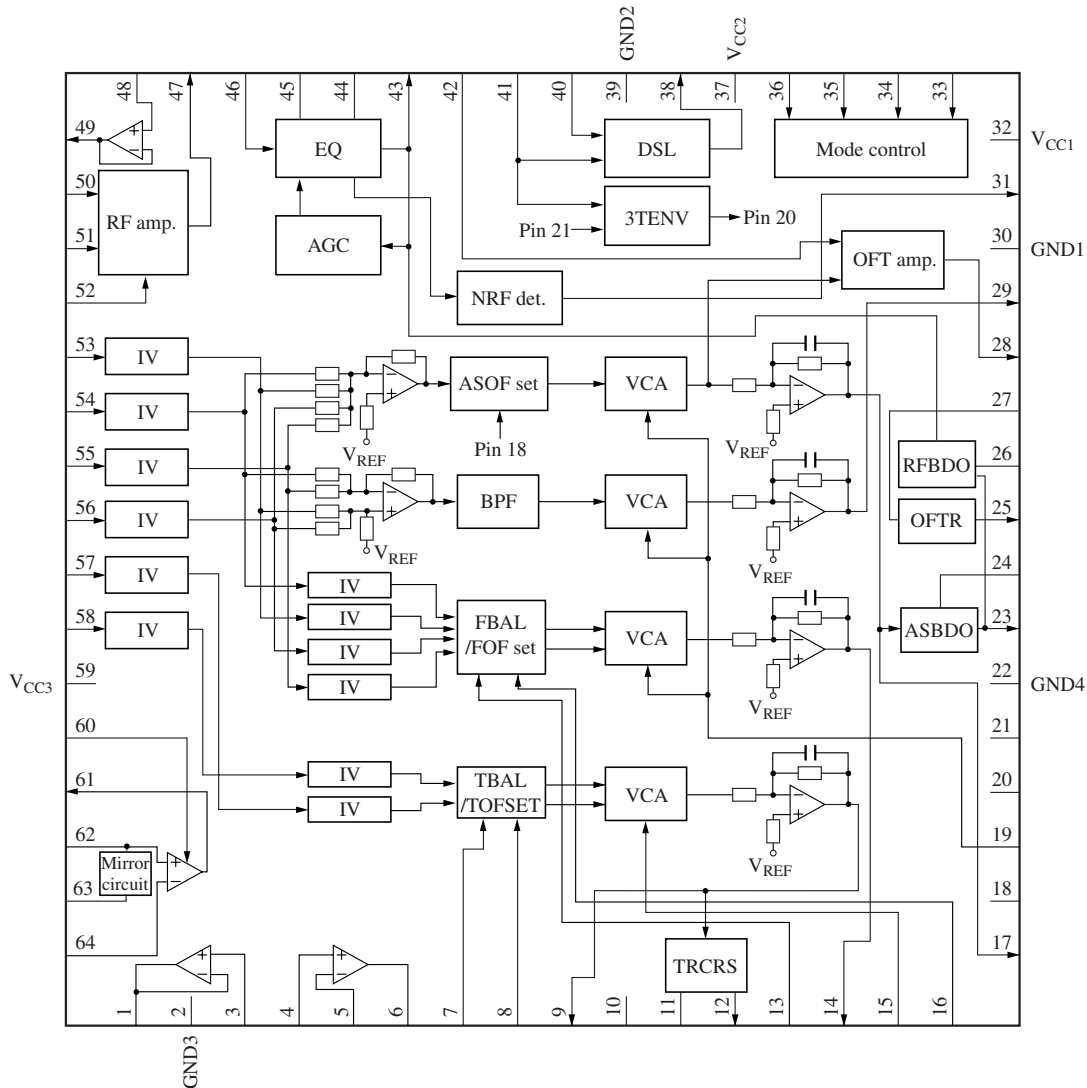 GND2
VCC2
48
47
46
45
44
43
42
41
40
39
38
37
36
35
34
33
49
EQ
DSL
Mode control
32
VCC1
50
RF amp.
3TENV
Pin 21
Pin 20
31
51
AGC
OFT amp.
30
GND1
52
NRF det.
29
53
IV
28
ASOF set
VCA
54
IV
27
VREF
Pin 18
VREF
55
IV
RFBDO
26
BPF
VCA
56
IV
OFTR
25
VREF
VREF
57
IV
IV
24
58
IV
IV
FBAL
/FOF set
VCA
ASBDO
23
IV
IV
59
VCC3
VREF
22
GND4
60
21
61
IV
IV
TBAL
/TOFSET
VCA
20
62
Mirror
circuit
VREF
19
63
18
64
TRCRS
17
1
2
3
4
5
6
7
8
9
10
11
12
13
14
15
16
GND3